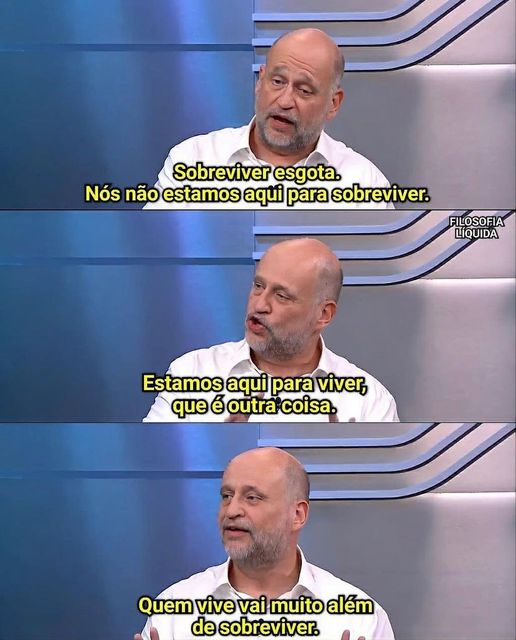 Sobreviver esgota.
Nós não estamos aqui para sobreviver.
FILOSOFIA
LÍQUIDA
Estamos aqui para viver,
que é outra coisa.
Quem vive vai muito além
de sobreviver.